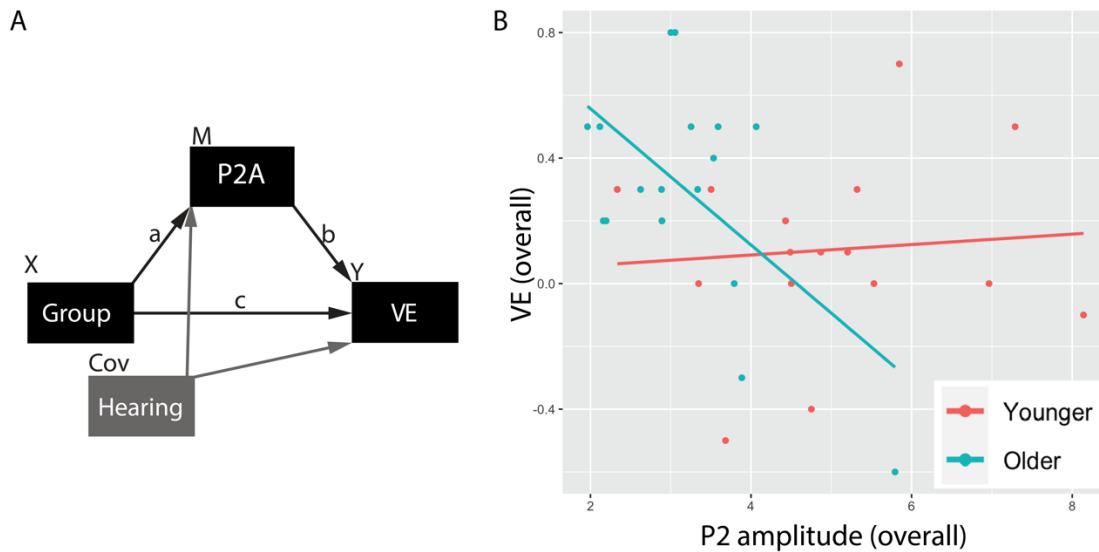 A
M
P2A
a
b
X
Y
Group
c
VE
Cov
Hearing
B
0.8
0.4
0.0
-0.4
VE (overall)
2
4
6
8
P2 amplitude (overall)
Younger
Older